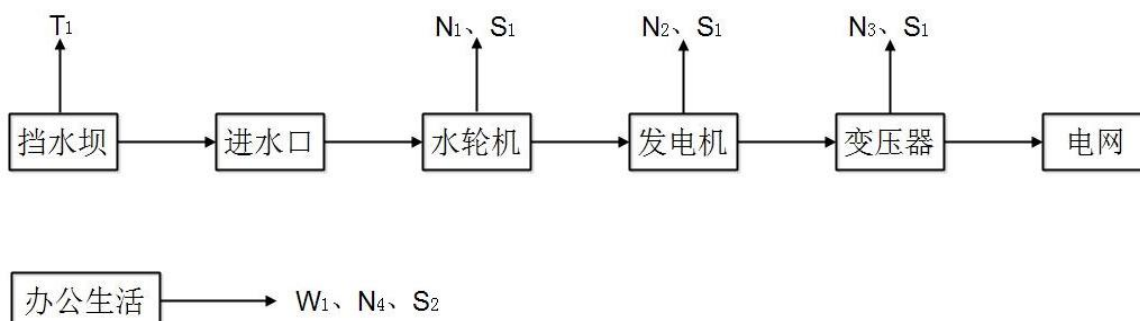 T₁ N₁、S₁ N₂、S₁ N₃、S₁
挡水坝 进水口 水轮机 发电机 变压器 电网
办公生活 W₁、N₄、S₂